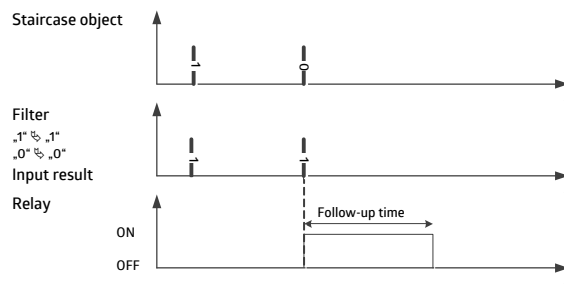 Staircase object
1 0
Filter
„1“ ⮱ „1“
„0“ ⮱ „0“
Input result
1 1
Relay
Follow-up time
ON
OFF